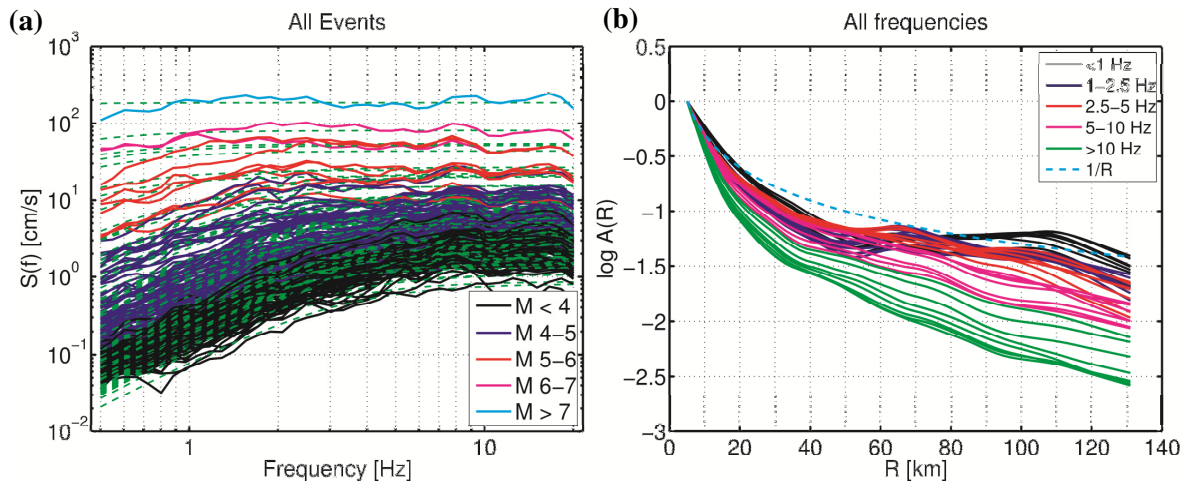 (a)
All Events
S(f) [cm/s]
10^3
10^2
10^1
10^0
10^-1
10^-2
1
10
Frequency [Hz]
M < 4
M 4-5
M 5-6
M 6-7
M > 7
(b)
All frequencies
log A(R)
0.5
0
-0.5
-1
-1.5
-2
-2.5
-3
0
20
40
60
80
100
120
140
R [km]
<1 Hz
1-2.5 Hz
2.5-5 Hz
5-10 Hz
>10 Hz
1/R